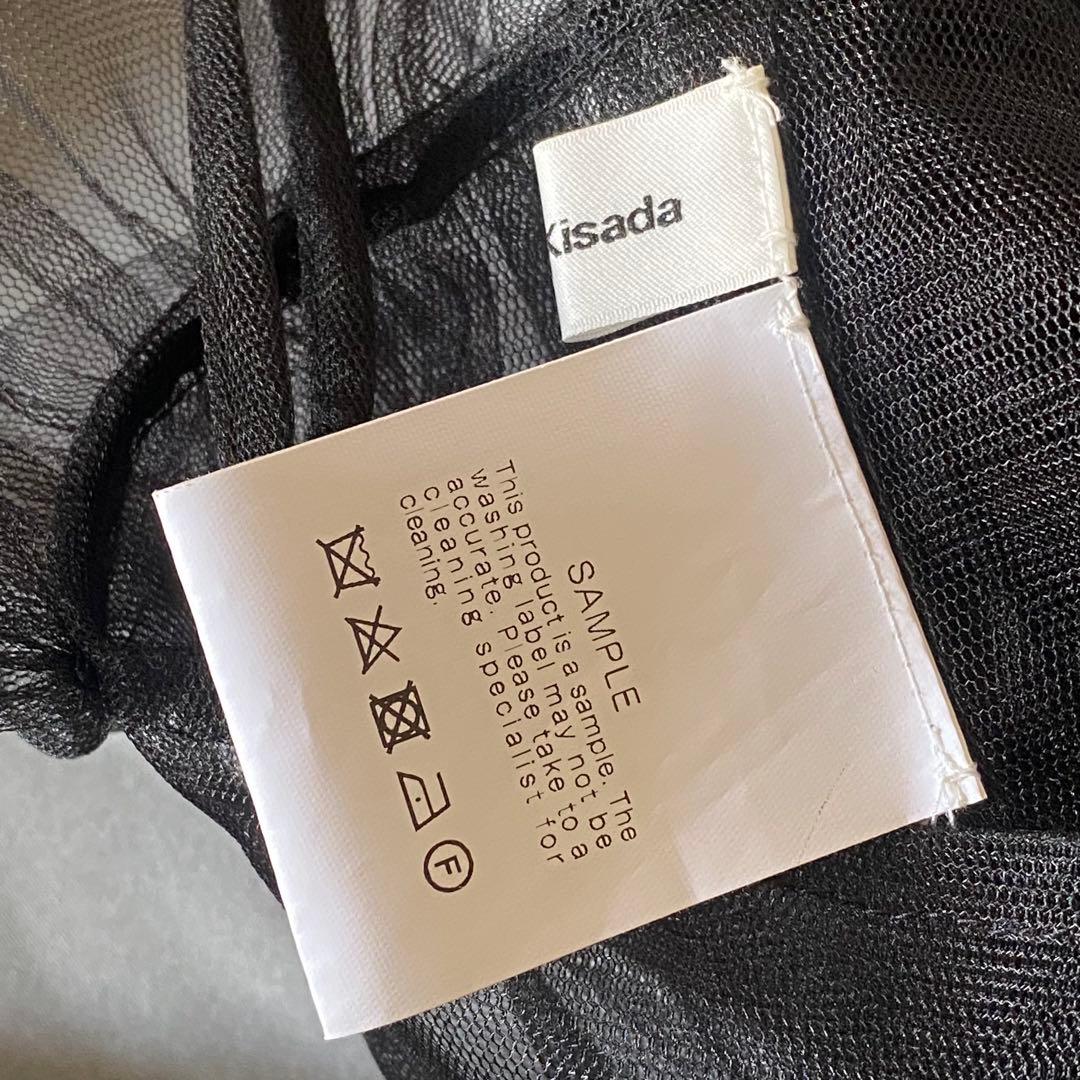 Kisada
SAMPLE
This product is a sample. The
washing label may not be
accurate. Please take to a
cleaning specialist for
cleaning.
F